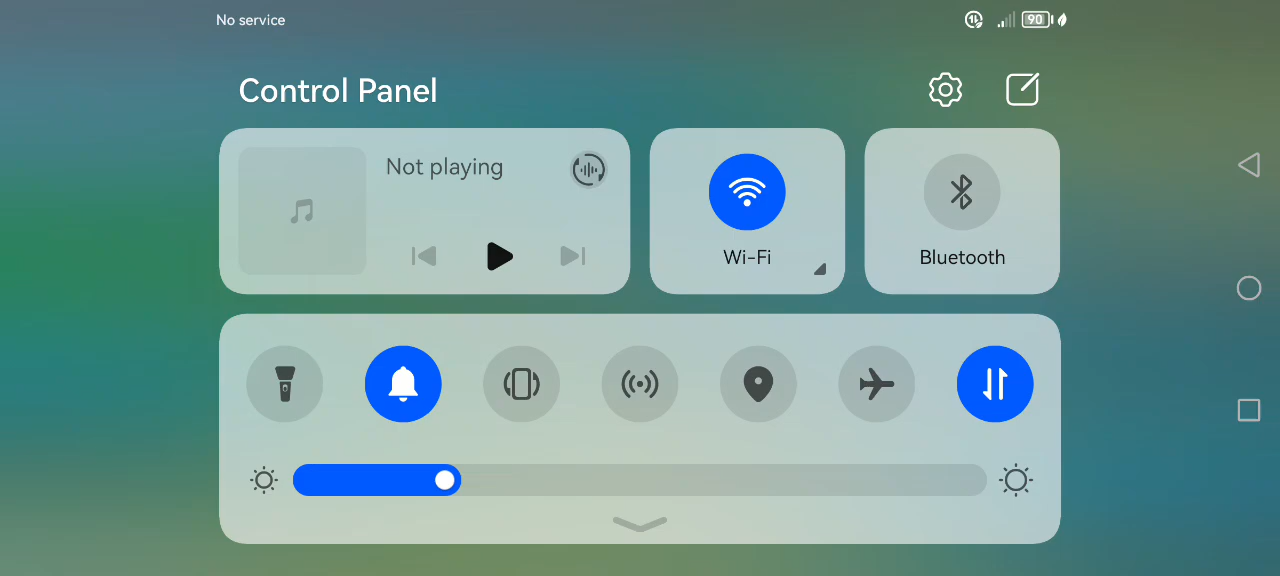 No service
90
Control Panel
Not playing
Wi-Fi
Bluetooth